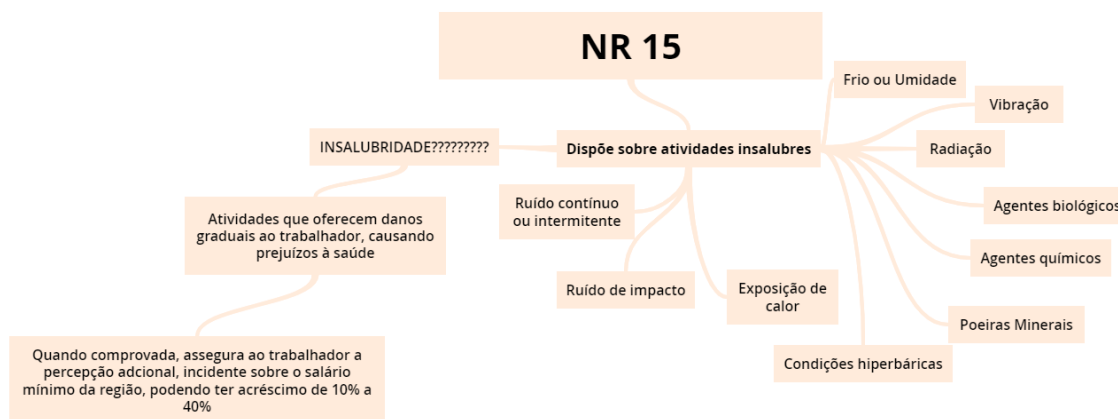 NR 15
Frio ou Umidade
Vibração
INSALUBRIDADE?????????
Dispõe sobre atividades insalubres
Radiação
Ruído contínuo
ou intermitente
Atividades que oferecem danos
graduais ao trabalhador, causando
prejuízos à saúde
Agentes biológicos
Agentes químicos
Ruído de impacto
Exposição de
calor
Poeiras Minerais
Condições hiperbáricas
Quando comprovada, assegura ao trabalhador a
percepção adcional, incidente sobre o salário
mínimo da região, podendo ter acréscimo de 10% a
40%